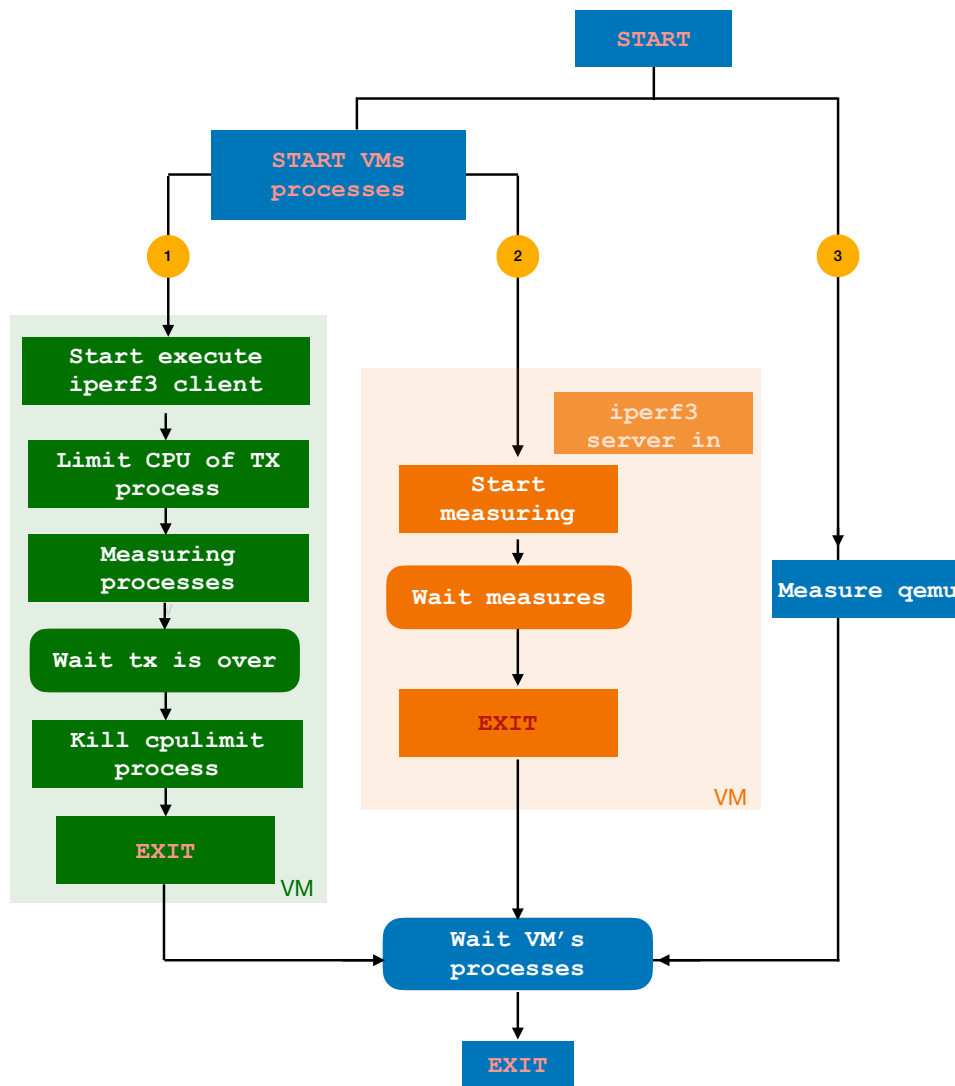 START
START VMs
processes
1
2
3
Start execute
iperf3 client
Limit CPU of TX
process
Measuring
processes
Wait tx is over
Kill cpulimit
process
EXIT
VM
iperf3
server in
Start
measuring
Wait measures
EXIT
VM
Measure qemu
Wait VM’s
processes
EXIT